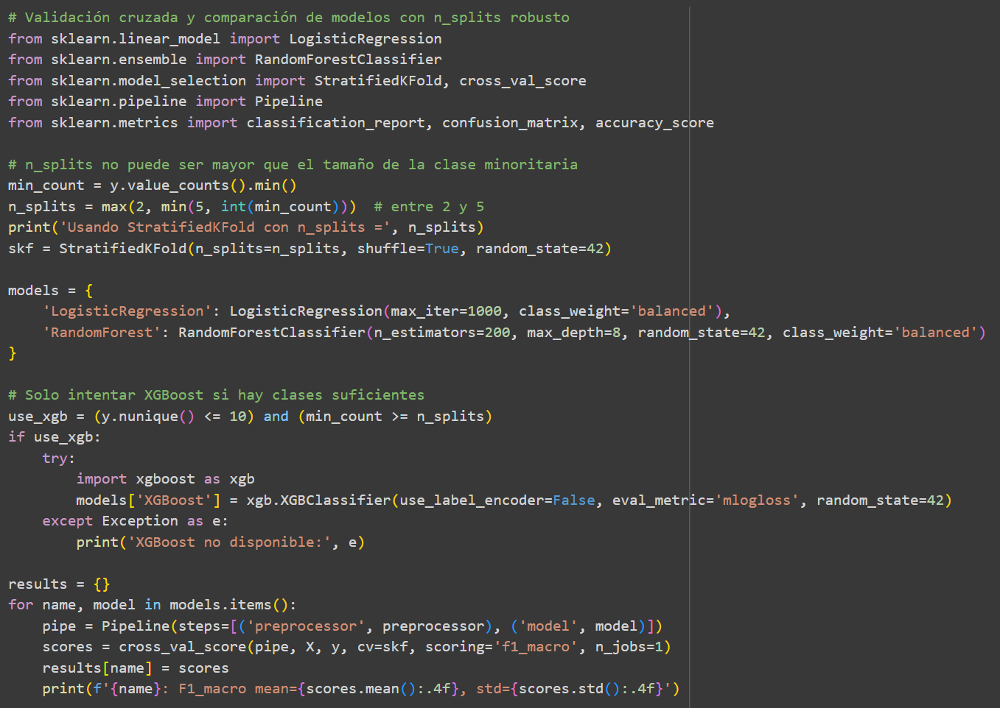 # Validación cruzada y comparación de modelos con n_splits robusto
from sklearn.linear_model import LogisticRegression
from sklearn.ensemble import RandomForestClassifier
from sklearn.model_selection import StratifiedKFold, cross_val_score
from sklearn.pipeline import Pipeline
from sklearn.metrics import classification_report, confusion_matrix, accuracy_score

# n_splits no puede ser mayor que el tamaño de la clase minoritaria
min_count = y.value_counts().min()
n_splits = max(2, min(5, int(min_count)))  # entre 2 y 5
print('Usando StratifiedKFold con n_splits =', n_splits)
skf = StratifiedKFold(n_splits=n_splits, shuffle=True, random_state=42)

models = {
    'LogisticRegression': LogisticRegression(max_iter=1000, class_weight='balanced'),
    'RandomForest': RandomForestClassifier(n_estimators=200, max_depth=8, random_state=42, class_weight='balanced')
}

# Solo intentar XGBoost si hay clases suficientes
use_xgb = (y.nunique() <= 10) and (min_count >= n_splits)
if use_xgb:
    try:
        import xgboost as xgb
        models['XGBoost'] = xgb.XGBClassifier(use_label_encoder=False, eval_metric='mlogloss', random_state=42)
    except Exception as e:
        print('XGBoost no disponible:', e)

results = {}
for name, model in models.items():
    pipe = Pipeline(steps=[('preprocessor', preprocessor), ('model', model)])
    scores = cross_val_score(pipe, X, y, cv=skf, scoring='f1_macro', n_jobs=1)
    results[name] = scores
    print(f'{name}: F1_macro mean={scores.mean():.4f}, std={scores.std():.4f}')